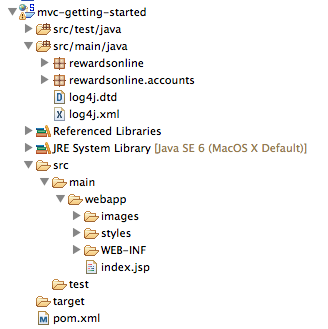 mvc-getting-started
src/test/java
src/main/java
rewardsonline
rewardsonline.accounts
log4j.dtd
log4j.xml
Referenced Libraries
JRE System Library [Java SE 6 (MacOS X Default)]
src
main
webapp
images
styles
WEB-INF
index.jsp
test
target
pom.xml